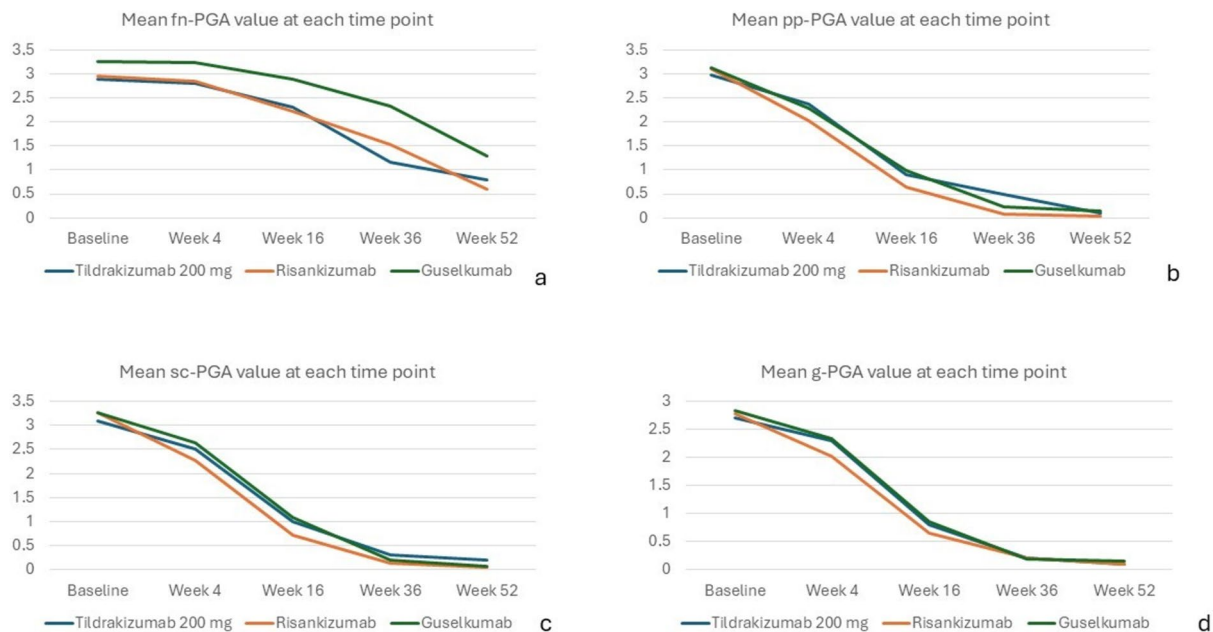 Mean fn-PGA value at each time point
3.5
3
2.5
2
1.5
1
0.5
0
Baseline Week 4 Week 16 Week 36 Week 52
Tildrakizumab 200 mg Risankizumab Guselkumab
a
Mean pp-PGA value at each time point
3.5
3
2.5
2
1.5
1
0.5
0
Baseline Week 4 Week 16 Week 36 Week 52
Tildrakizumab 200 mg Risankizumab Guselkumab
b
Mean sc-PGA value at each time point
3.5
3
2.5
2
1.5
1
0.5
0
Baseline Week 4 Week 16 Week 36 Week 52
Tildrakizumab 200 mg Risankizumab Guselkumab
c
Mean g-PGA value at each time point
3
2.5
2
1.5
1
0.5
0
Baseline Week 4 Week 16 Week 36 Week 52
Tildrakizumab 200 mg Risankizumab Guselkumab
d